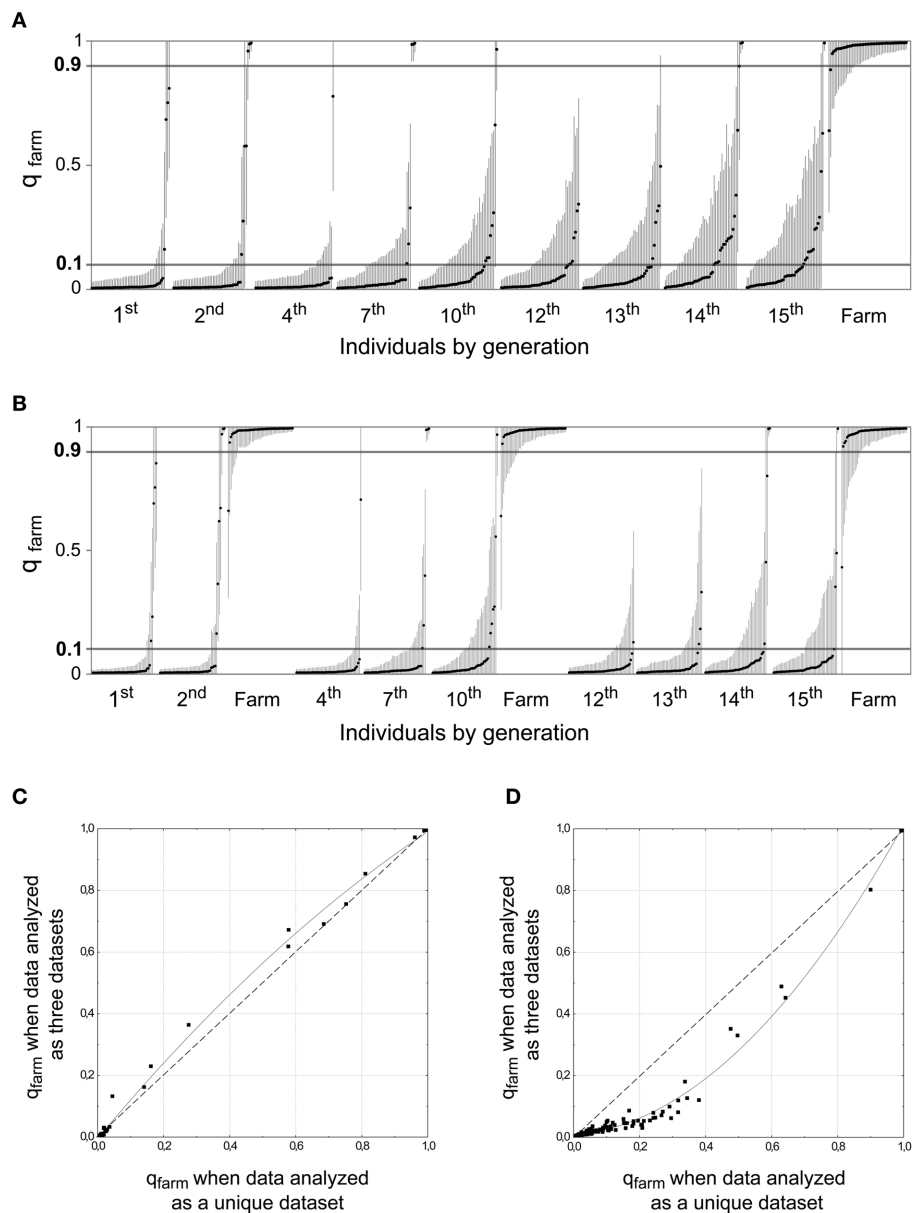 A
1
0.9
q farm
0.5
0.1
0
1st 2nd 4th 7th 10th 12th 13th 14th 15th Farm
Individuals by generation
B
1
0.9
q farm
0.5
0.1
0
1st 2nd Farm 4th 7th 10th Farm 12th 13th 14th 15th Farm
Individuals by generation
C
1,0
0,8
0,6
0,4
0,2
0,0
qfarm when data analyzed
as three datasets
0,0 0,2 0,4 0,6 0,8 1,0
qfarm when data analyzed
as a unique dataset
D
1,0
0,8
0,6
0,4
0,2
0,0
qfarm when data analyzed
as three datasets
0,0 0,2 0,4 0,6 0,8 1,0
qfarm when data analyzed
as a unique dataset